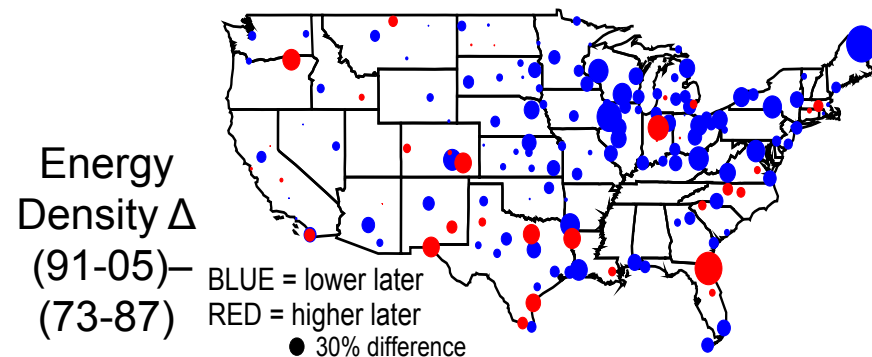 Energy
Density Δ
(91-05)–
(73-87)
BLUE = lower later
RED = higher later
30% difference